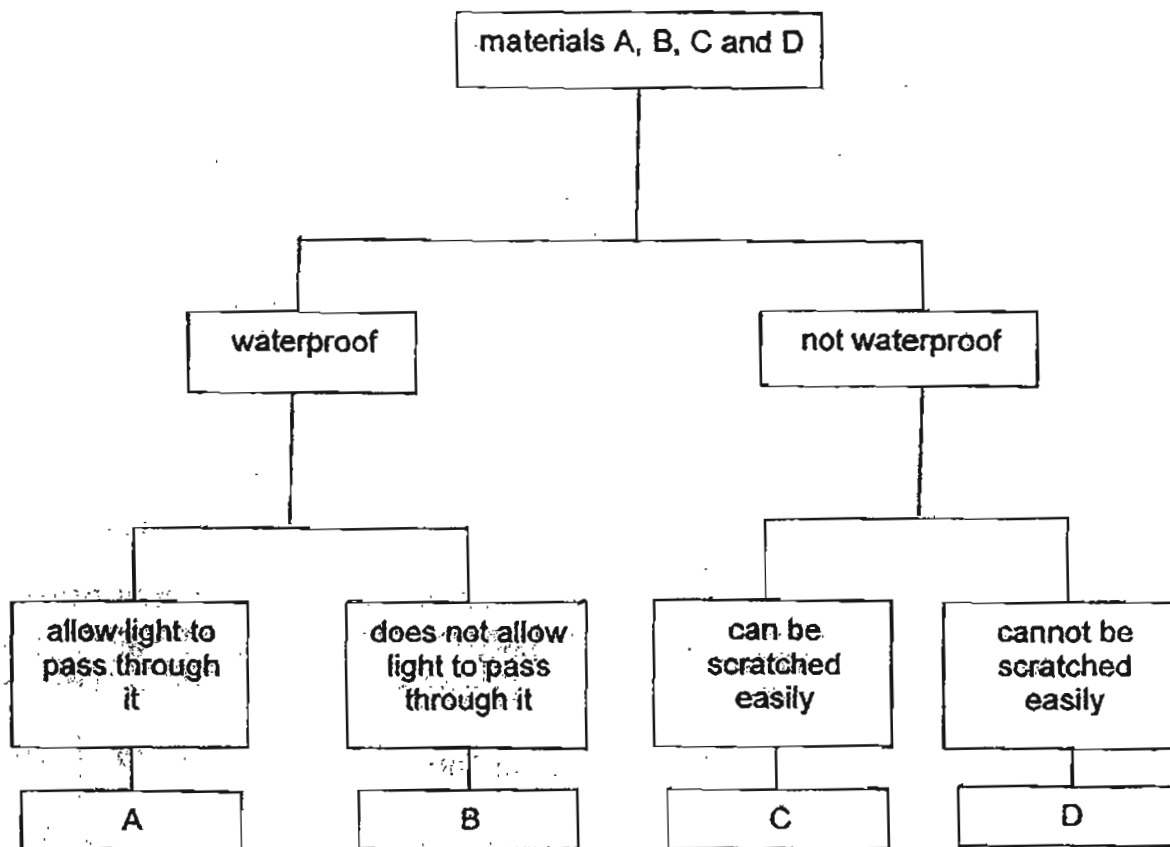 materials A, B, C and D
waterproof
not waterproof
allow light to
pass through
it
does not allow
light to pass
through it
can be
scratched
easily
cannot be
scratched
easily
A
B
C
D